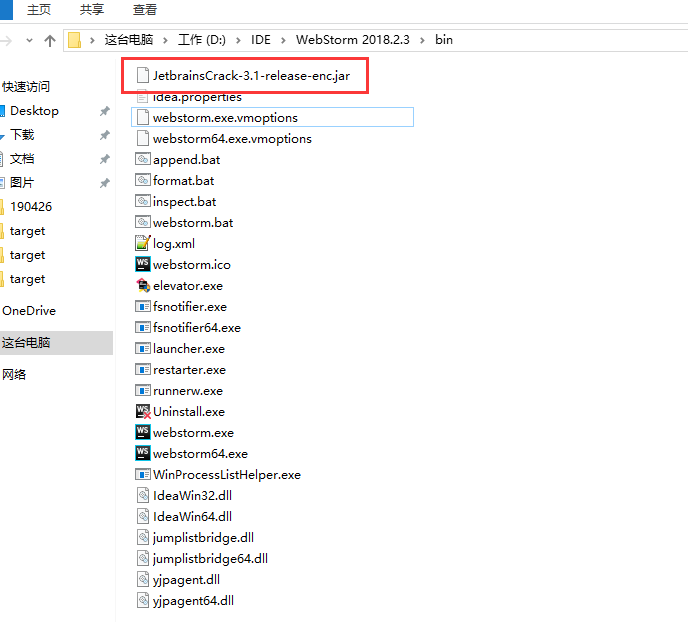 主页 共享 查看
这台电脑 工作 (D:) IDE WebStorm 2018.2.3 bin
快速访问
Desktop
下载
文档
图片
190426
target
target
target
OneDrive
这台电脑
网络
JetbrainsCrack-3.1-release-enc.jar
idea.properties
webstorm.exe.vmoptions
webstorm64.exe.vmoptions
append.bat
format.bat
inspect.bat
webstorm.bat
log.xml
webstorm.ico
elevator.exe
fsnotifier.exe
fsnotifier64.exe
launcher.exe
restarter.exe
runnerw.exe
Uninstall.exe
webstorm.exe
webstorm64.exe
WinProcessListHelper.exe
IdeaWin32.dll
IdeaWin64.dll
jumplistbridge.dll
jumplistbridge64.dll
yjpagent.dll
yjpagent64.dll